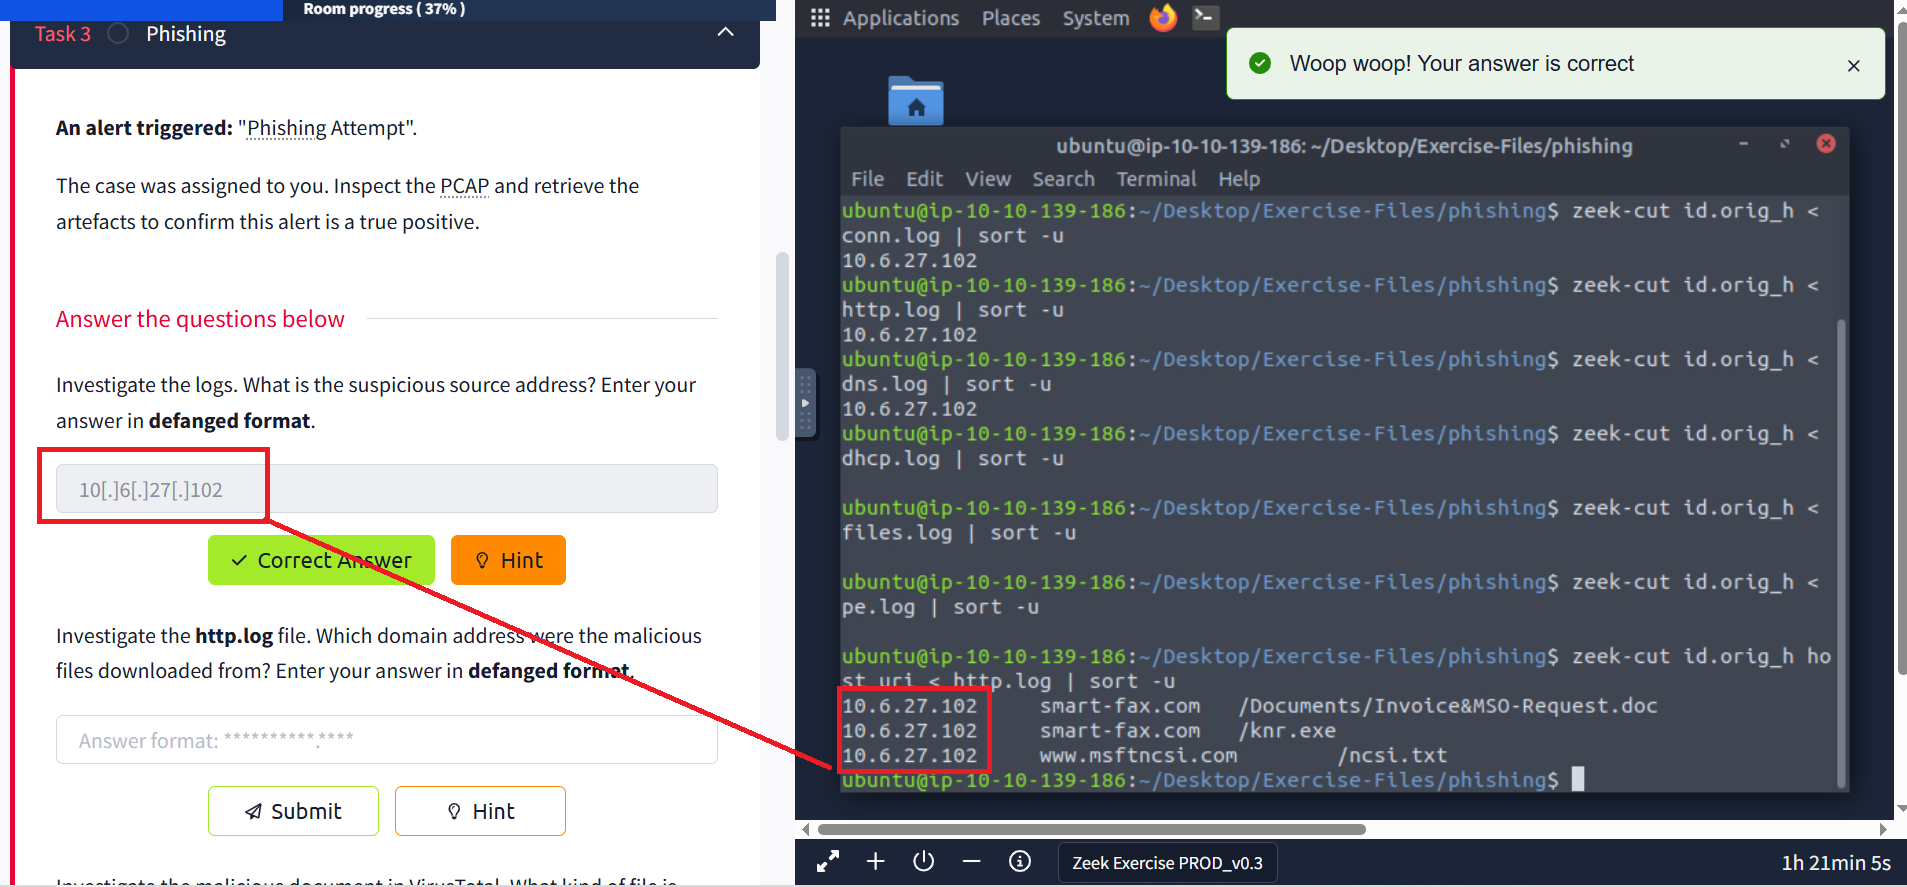 Room progress ( 37% )
Task 3 Phishing
An alert triggered: "Phishing Attempt".
The case was assigned to you. Inspect the PCAP and retrieve the
artefacts to confirm this alert is a true positive.
Answer the questions below
Investigate the logs. What is the suspicious source address? Enter your
answer in defanged format.
10[.]6[.]27[.]102
Correct Answer
Hint
Investigate the http.log file. Which domain address were the malicious
files downloaded from? Enter your answer in defanged format.
Answer format: **********.****
Submit
Hint
Investigate the malicious document in VirusTotal. What kind of file is
Applications Places System
Woop woop! Your answer is correct
ubuntu@ip-10-10-139-186: ~/Desktop/Exercise-Files/phishing
File Edit View Search Terminal Help
ubuntu@ip-10-10-139-186:~/Desktop/Exercise-Files/phishing$ zeek-cut id.orig_h <
conn.log | sort -u
10.6.27.102
ubuntu@ip-10-10-139-186:~/Desktop/Exercise-Files/phishing$ zeek-cut id.orig_h <
http.log | sort -u
10.6.27.102
ubuntu@ip-10-10-139-186:~/Desktop/Exercise-Files/phishing$ zeek-cut id.orig_h <
dns.log | sort -u
10.6.27.102
ubuntu@ip-10-10-139-186:~/Desktop/Exercise-Files/phishing$ zeek-cut id.orig_h <
dhcp.log | sort -u
ubuntu@ip-10-10-139-186:~/Desktop/Exercise-Files/phishing$ zeek-cut id.orig_h <
files.log | sort -u
ubuntu@ip-10-10-139-186:~/Desktop/Exercise-Files/phishing$ zeek-cut id.orig_h <
pe.log | sort -u
ubuntu@ip-10-10-139-186:~/Desktop/Exercise-Files/phishing$ zeek-cut id.orig_h ho
st uri < http.log | sort -u
10.6.27.102 smart-fax.com /Documents/Invoice&MSO-Request.doc
10.6.27.102 smart-fax.com /knr.exe
10.6.27.102 www.msftncsi.com /ncsi.txt
ubuntu@ip-10-10-139-186:~/Desktop/Exercise-Files/phishing$
Zeek Exercise PROD_v0.3
1h 21min 5s